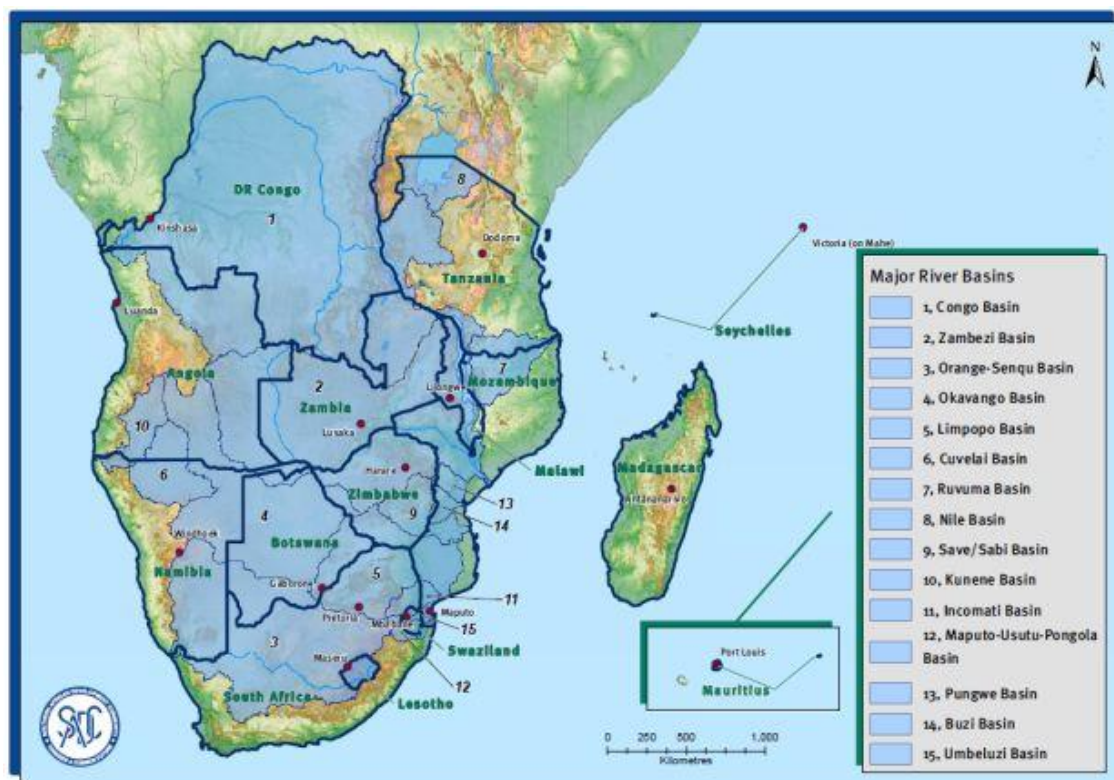 N
DR Congo
1
8
Kinshasa
Dodoma
Tanzania
Victoria (on Mahe)
Luanda
Seychelles
Angola
2
Zambia
Lusaka
Lilongwe
7
Mozambique
10
Malawi
Madagascar
Antananarivo
6
Harare
Zimbabwe
9
13
14
4
Botswana
Windhoek
Namibia
Gaborone
5
Pretoria
Mbabane
11
Maputo
15
Swaziland
3
Maseru
12
South Africa
Lesotho
Port Louis
Mauritius
0 250 500 1,000
Kilometres
SADC
Major River Basins
1, Congo Basin
2, Zambezi Basin
3, Orange-Senqu Basin
4, Okavango Basin
5, Limpopo Basin
6, Cuvelai Basin
7, Ruvuma Basin
8, Nile Basin
9, Save/Sabi Basin
10, Kunene Basin
11, Incomati Basin
12, Maputo-Usutu-Pongola
Basin
13, Pungwe Basin
14, Buzi Basin
15, Umbeluzi Basin